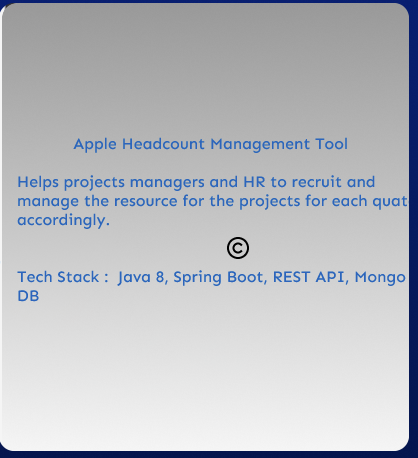 Apple Headcount Management Tool
Helps projects managers and HR to recruit and
manage the resource for the projects for each quat
accordingly.
©
Tech Stack : Java 8, Spring Boot, REST API, Mongo
DB